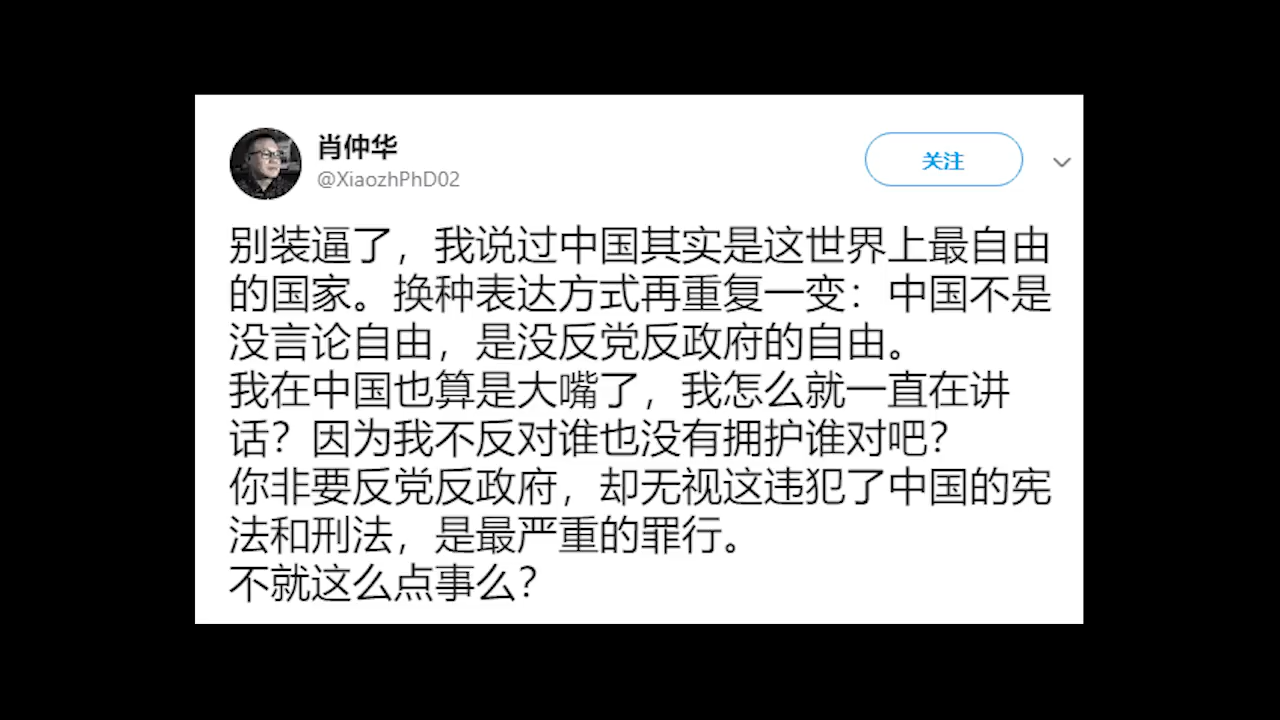 肖仲华
@XiaozhPhD02
关注
别装逼了，我说过中国其实是这世界上最自由
的国家。换种表达方式再重复一变：中国不是
没言论自由，是没反党反政府的自由。
我在中国也算是大嘴了，我怎么就一直在讲
话？因为我不反对谁也没有拥护谁对吧？
你非要反党反政府，却无视这违犯了中国的宪
法和刑法，是最严重的罪行。
不就这么点事么？